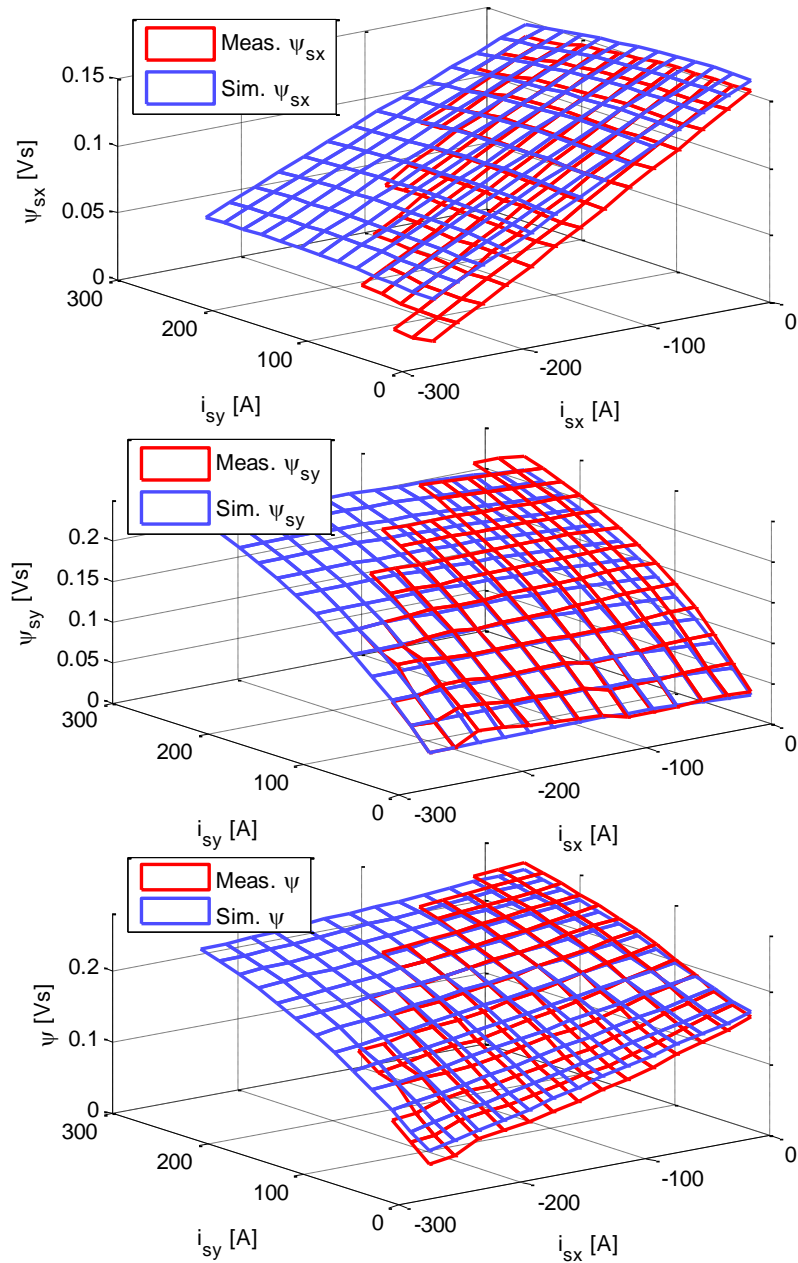 Meas. ψsx
Sim. ψsx
0.15
0.1
0.05
0
ψsx [Vs]
300
200
100
0
isy [A]
-300
-200
-100
0
isx [A]
Meas. ψsy
Sim. ψsy
0.2
0.15
0.1
0.05
0
ψsy [Vs]
300
200
100
0
isy [A]
-300
-200
-100
0
isx [A]
Meas. ψ
Sim. ψ
0.2
0.1
0
ψ [Vs]
300
200
100
0
isy [A]
-300
-200
-100
0
isx [A]